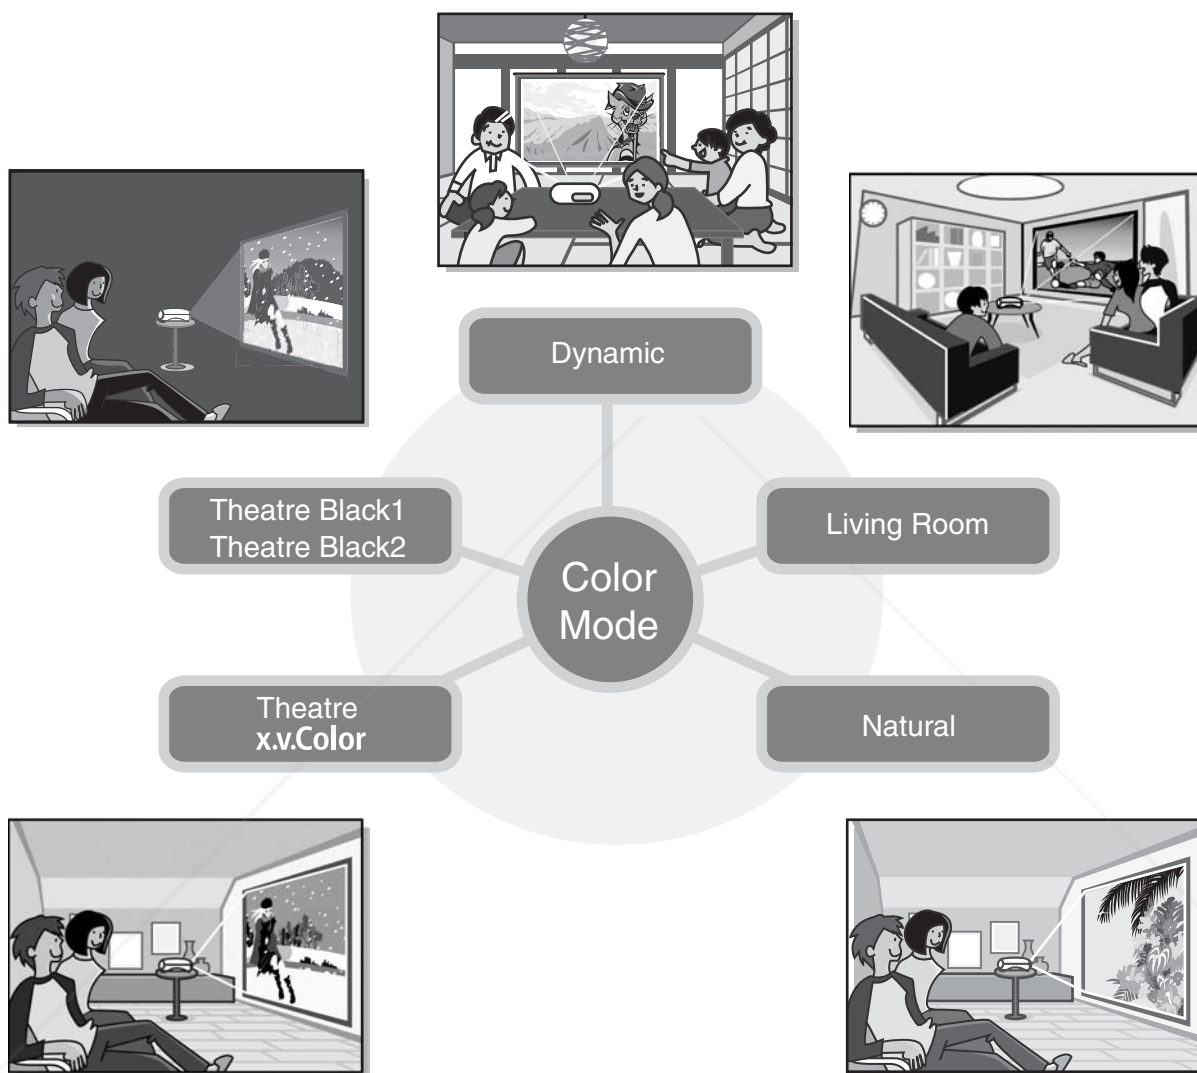 Dynamic
Theatre Black1
Theatre Black2
Living Room
Color
Mode
Theatre
x.v.Color
Natural